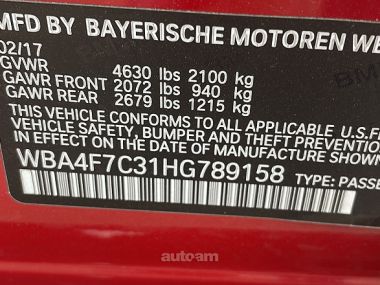 MFD BY BAYERISCHE MOTOREN WE
02/17
GVWR 4630 lbs 2100 kg
GAWR FRONT 2072 lbs 940 kg
GAWR REAR 2679 lbs 1215 kg
THIS VEHICLE CONFORMS TO ALL APPLICABLE U.S. F
VEHICLE SAFETY, BUMPER, AND THEFT PREVENTION
IN EFFECT ON THE DATE OF MANUFACTURE SHOWN
WBA4F7C31HG789158 TYPE: PASSE
autoam